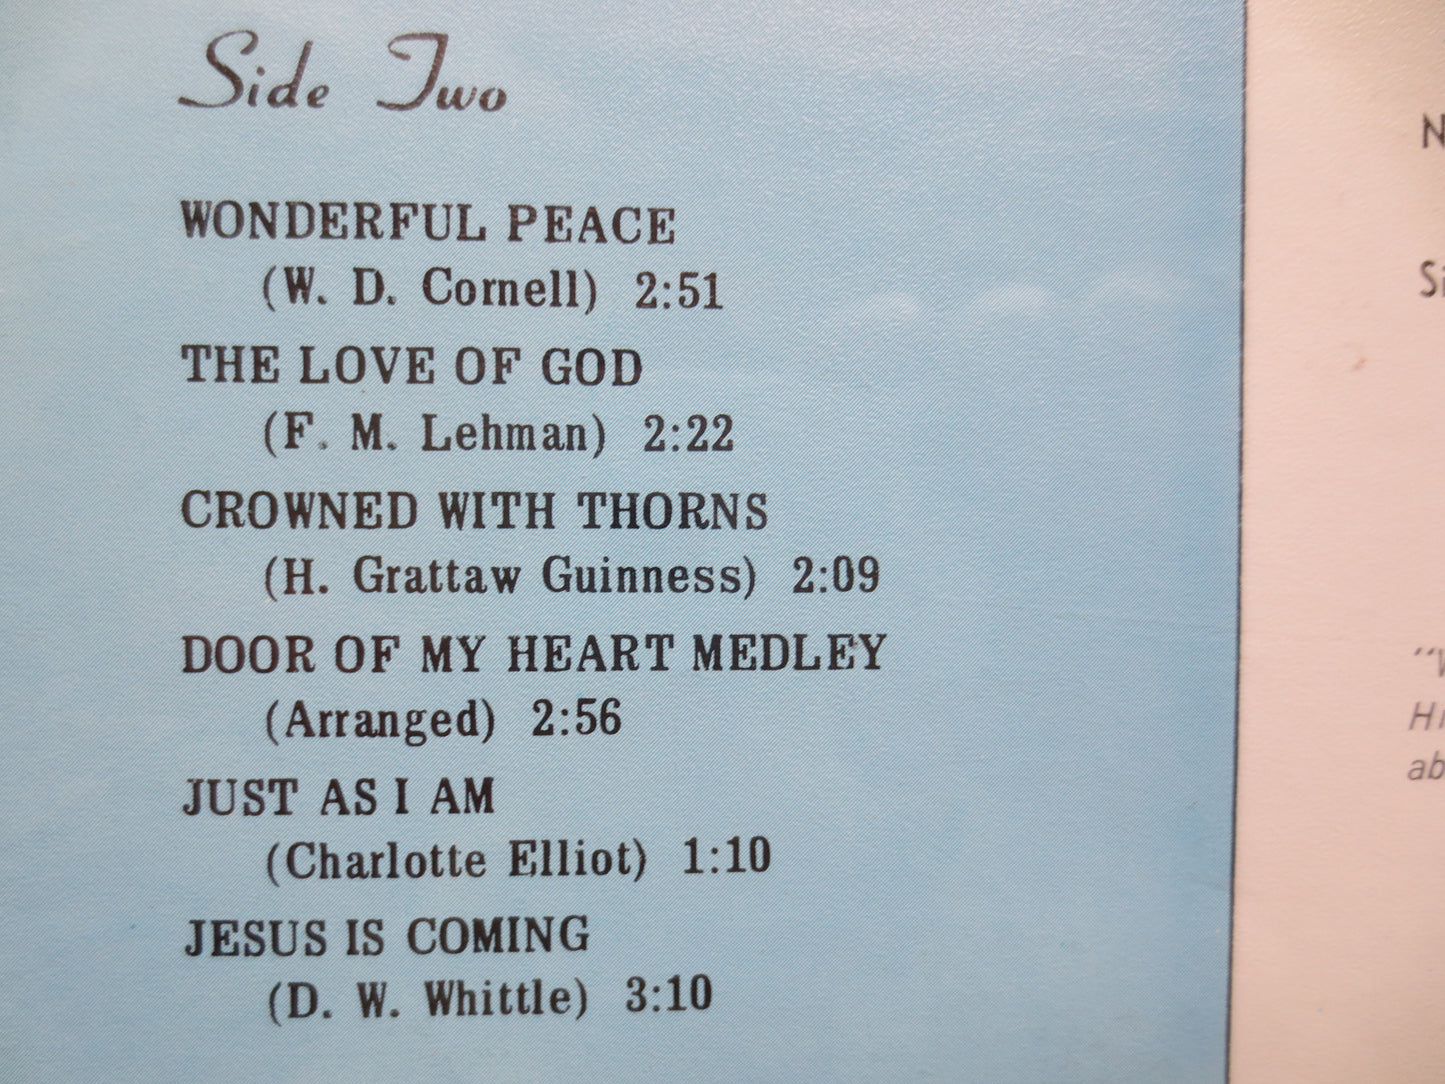 Side Two
WONDERFUL PEACE
(W. D. Cornell) 2:51
THE LOVE OF GOD
(F. M. Lehman) 2:22
CROWNED WITH THORNS
(H. Grattaw Guinness) 2:09
DOOR OF MY HEART MEDLEY
(Arranged) 2:56
JUST AS I AM
(Charlotte Elliot) 1:10
JESUS IS COMING
(D. W. Whittle) 3:10